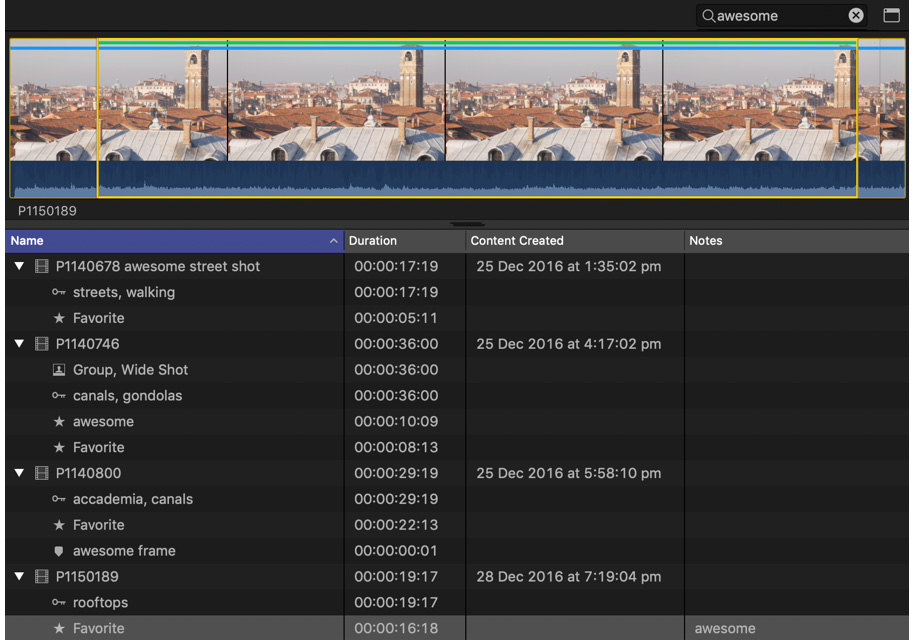 awesome
P1150189
Name Duration Content Created Notes
P1140678 awesome street shot 00:00:17:19 25 Dec 2016 at 1:35:02 pm
streets, walking 00:00:17:19
Favorite 00:00:05:11
P1140746 00:00:36:00 25 Dec 2016 at 4:17:02 pm
Group, Wide Shot 00:00:36:00
canals, gondolas 00:00:36:00
awesome 00:00:10:09
Favorite 00:00:08:13
P1140800 00:00:29:19 25 Dec 2016 at 5:58:10 pm
accademia, canals 00:00:29:19
Favorite 00:00:22:13
awesome frame 00:00:00:01
P1150189 00:00:19:17 28 Dec 2016 at 7:19:04 pm
rooftops 00:00:19:17
Favorite 00:00:16:18 awesome